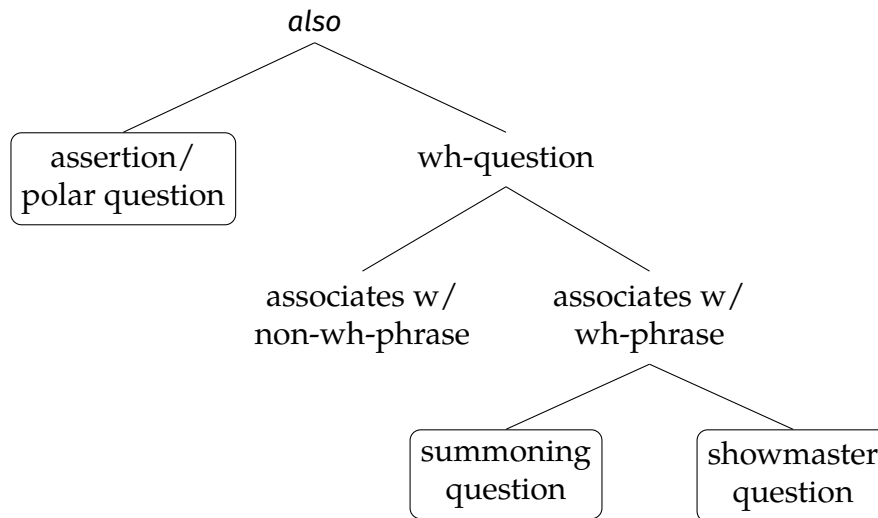 also
assertion/
polar question
wh-question
associates w/
non-wh-phrase
associates w/
wh-phrase
summoning
question
showmaster
question